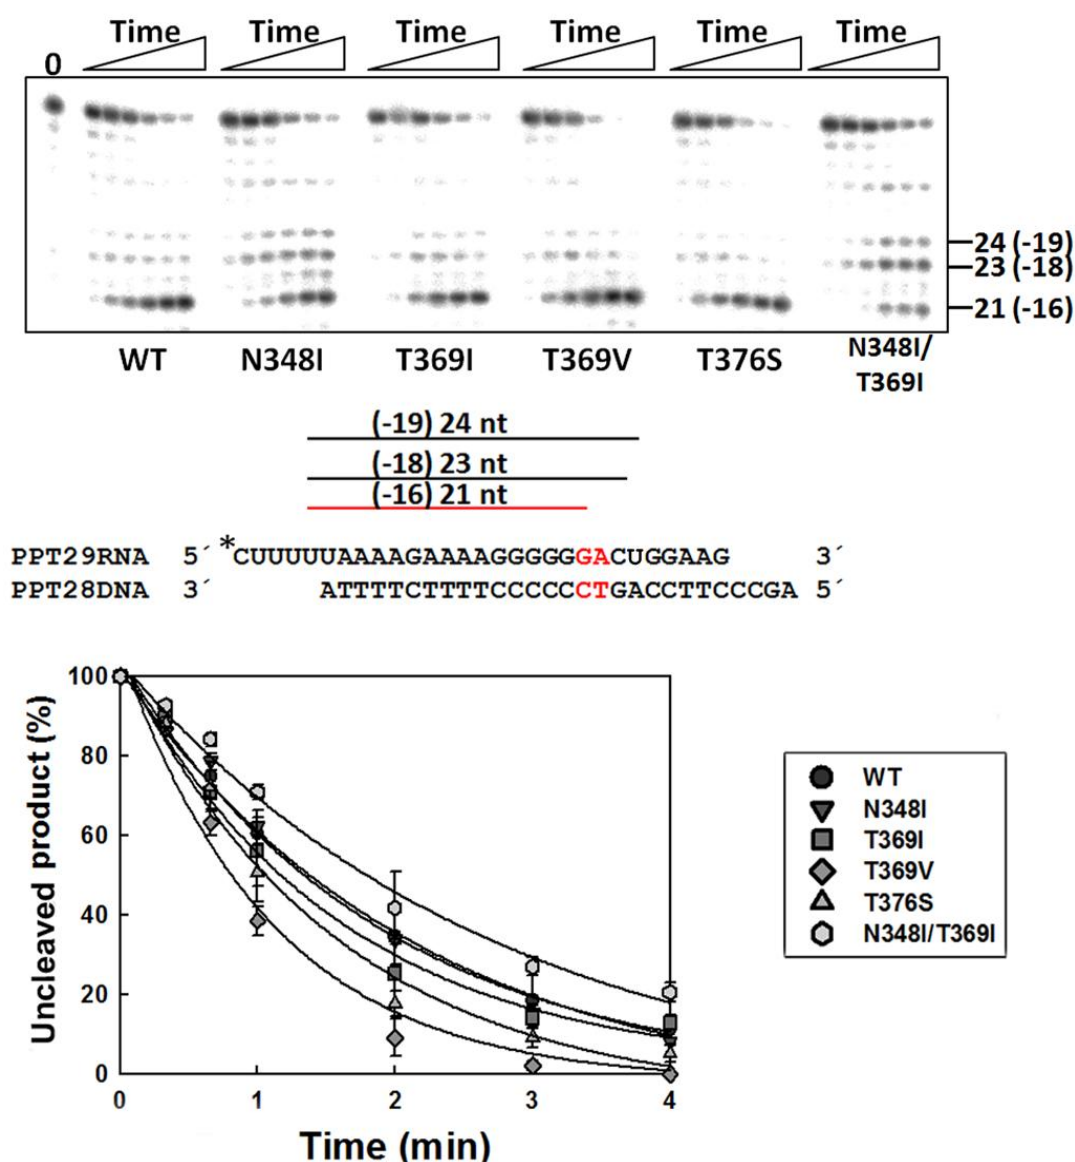 Time Time Time Time Time Time
0
24 (-19)
23 (-18)
21 (-16)
WT N348I T369I T369V T376S N348I/
T369I
(-19) 24 nt
(-18) 23 nt
(-16) 21 nt
PPT29RNA 5´ *CUUUUUAAAAGAAAAGGGGGGACUGGAAG 3´
PPT28DNA 3´ ATTTTCTTTTCCCCCCTGACCTTCCCGA 5´
100
80
60
40
20
0
Uncleaved product (%)
0 1 2 3 4
Time (min)
WT
N348I
T369I
T369V
T376S
N348I/T369I